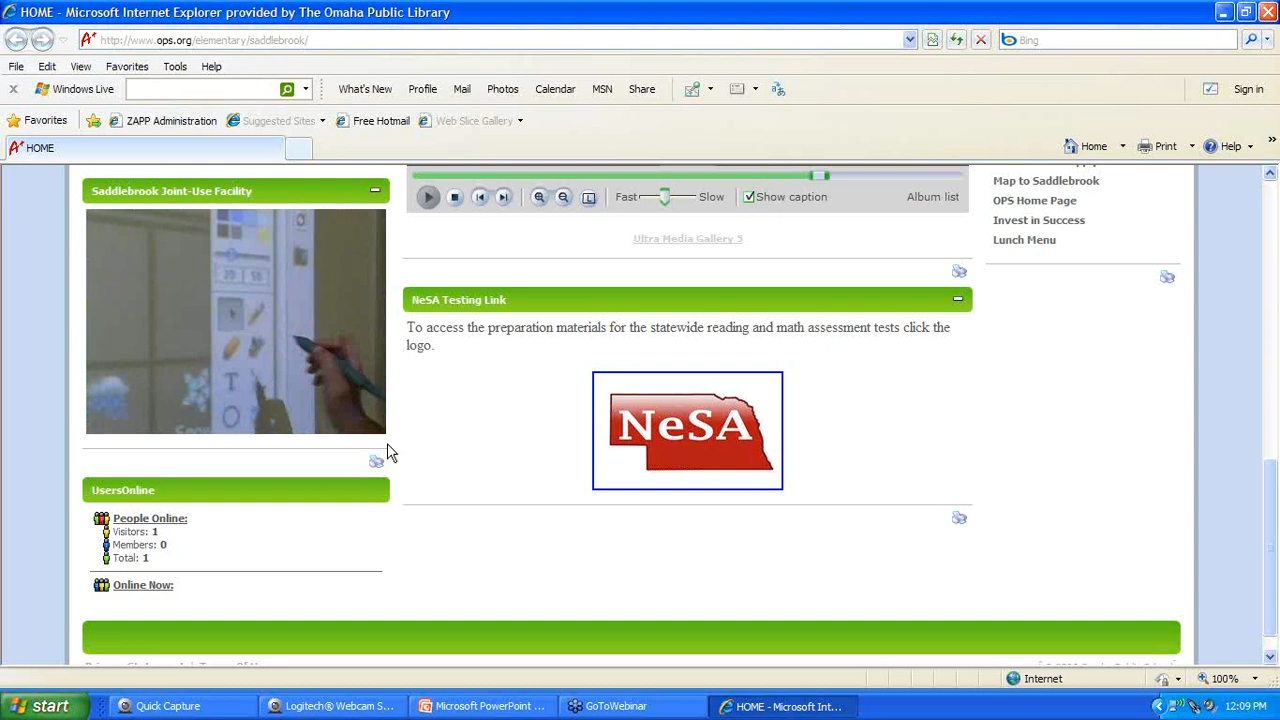 HOME - Microsoft Internet Explorer provided by The Omaha Public Library
http://www.ops.org/elementary/saddlebrook/
Bing
File Edit View Favorites Tools Help
Windows Live What's New Profile Mail Photos Calendar MSN Share Sign in
Favorites ZAPP Administration Suggested Sites Free Hotmail Web Slice Gallery
HOME Home Print Help
Saddlebrook Joint-Use Facility
T
Fast Slow Show caption Album list
Ultra Media Gallery 5
Map to Saddlebrook
OPS Home Page
Invest in Success
Lunch Menu
NeSA Testing Link
To access the preparation materials for the statewide reading and math assessment tests click the
logo.
NeSA
UsersOnline
People Online:
Visitors: 1
Members: 0
Total: 1
Online Now:
Internet 100%
start Quick Capture Logitech® Webcam S... Microsoft PowerPoint ... GoToWebinar HOME - Microsoft Int... 12:09 PM